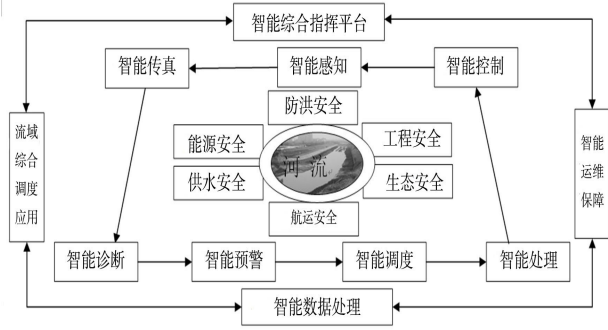 智能综合指挥平台
智能传真
智能感知
智能控制
防洪安全
能源安全
工程安全
供水安全
河流
生态安全
航运安全
流域
综合
调度
应用
智能
运维
保障
智能诊断
智能预警
智能调度
智能处理
智能数据处理